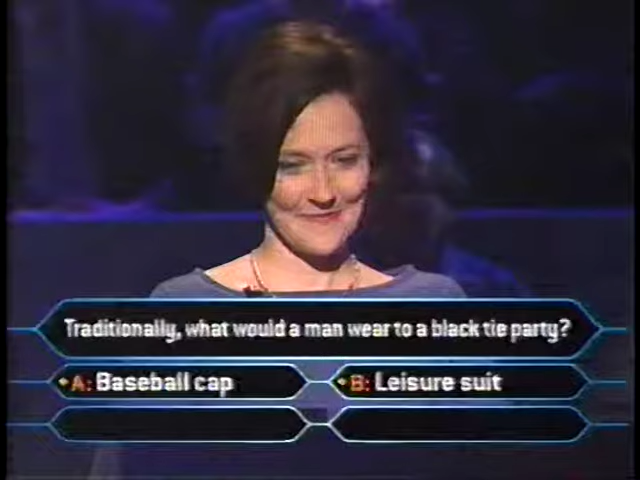 Traditionally, what would a man wear to a black tie party?
A: Baseball cap
B: Leisure suit